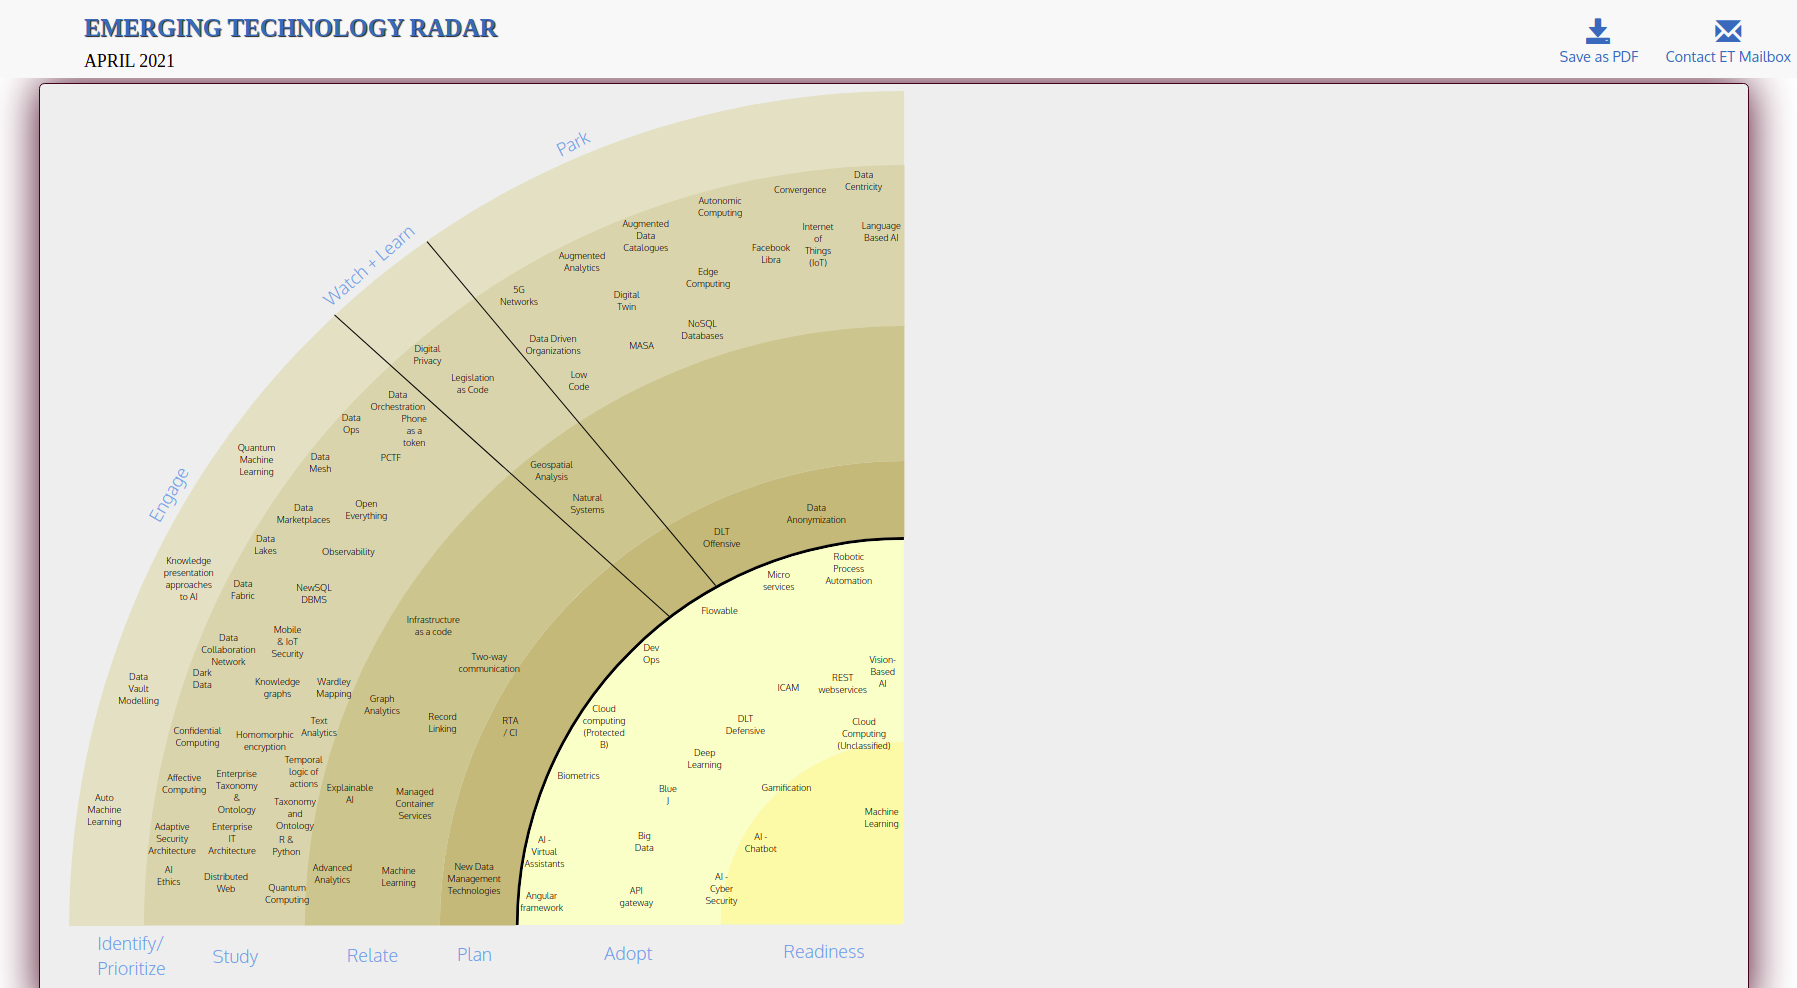 EMERGING TECHNOLOGY RADAR
APRIL 2021
Save as PDF
Contact ET Mailbox
Park
Watch + Learn
Engage
Data
Centricity
Convergence
Autonomic
Computing
Language
Based AI
Internet
of
Things
(IoT)
Augmented
Data
Catalogues
Facebook
Libra
Augmented
Analytics
Edge
Computing
5G
Networks
Digital
Twin
NoSQL
Databases
Data Driven
Organizations
MASA
Low
Code
Digital
Privacy
Legislation
as Code
Data
Orchestration
Phone
as a
token
Data
Ops
PCTF
Quantum
Machine
Learning
Data
Mesh
Geospatial
Analysis
Natural
Systems
Data
Marketplaces
Open
Everything
Data
Anonymization
DLT
Offensive
Data
Lakes
Observability
Knowledge
presentation
approaches
to AI
Data
Fabric
NewSQL
DBMS
Robotic
Process
Automation
Micro
services
Flowable
Infrastructure
as a code
Two-way
communication
Dev
Ops
Data
Collaboration
Network
Mobile
& IoT
Security
Dark
Data
Data
Vault
Modelling
Knowledge
graphs
Wardley
Mapping
Graph
Analytics
Vision-
Based
AI
REST
webservices
ICAM
Text
Analytics
Record
Linking
RTA
/ CI
Cloud
computing
(Protected
B)
DLT
Defensive
Cloud
Computing
(Unclassified)
Confidential
Computing
Homomorphic
encryption
Deep
Learning
Temporal
logic of
actions
Biometrics
Affective
Computing
Enterprise
Taxonomy
&
Ontology
Explainable
AI
Managed
Container
Services
Blue
J
Gamification
Auto
Machine
Learning
Taxonomy
and
Ontology
Machine
Learning
Adaptive
Security
Architecture
Enterprise
IT
Architecture
R &
Python
AI -
Virtual
Assistants
Big
Data
AI -
Chatbot
AI
Ethics
Distributed
Web
Quantum
Computing
Advanced
Analytics
Machine
Learning
New Data
Management
Technologies
Angular
framework
API
gateway
AI -
Cyber
Security
Identify/
Prioritize
Study
Relate
Plan
Adopt
Readiness